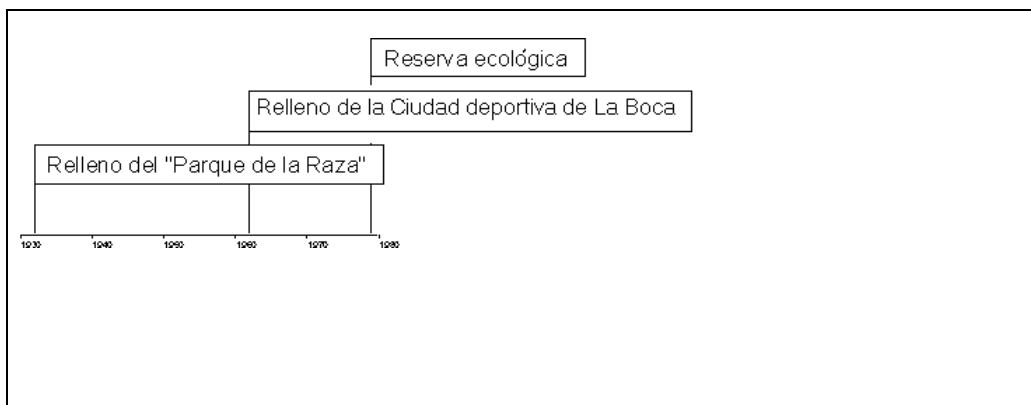 Reserva ecológica
Relleno de la Ciudad deportiva de La Boca
Relleno del "Parque de la Raza"
1930 1940 1950 1960 1970 1980